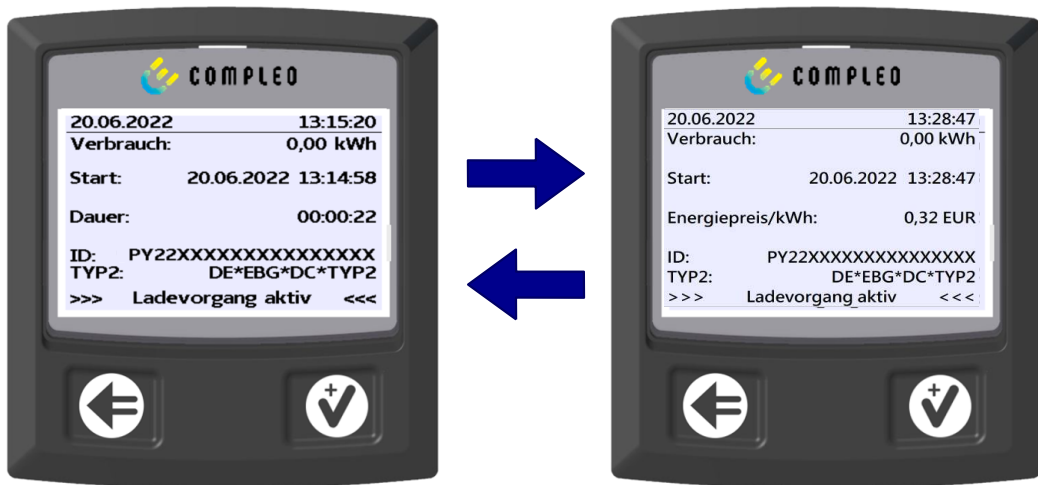 COMPLEO
20.06.2022 13:15:20
Verbrauch: 0,00 kWh
Start: 20.06.2022 13:14:58
Dauer: 00:00:22
ID: PY22XXXXXXXXXXXXXXX
TYP2: DE*EBG*DC*TYP2
>>> Ladevorgang aktiv <<<
COMPLEO
20.06.2022 13:28:47
Verbrauch: 0,00 kWh
Start: 20.06.2022 13:28:47
Energiepreis/kWh: 0,32 EUR
ID: PY22XXXXXXXXXXXXXXX
TYP2: DE*EBG*DC*TYP2
>>> Ladevorgang aktiv <<<